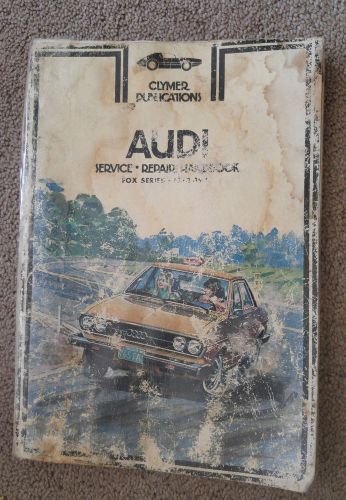 CLYMER
PUBLICATIONS
AUDI
SERVICE • REPAIR HANDBOOK
FOX SERIES